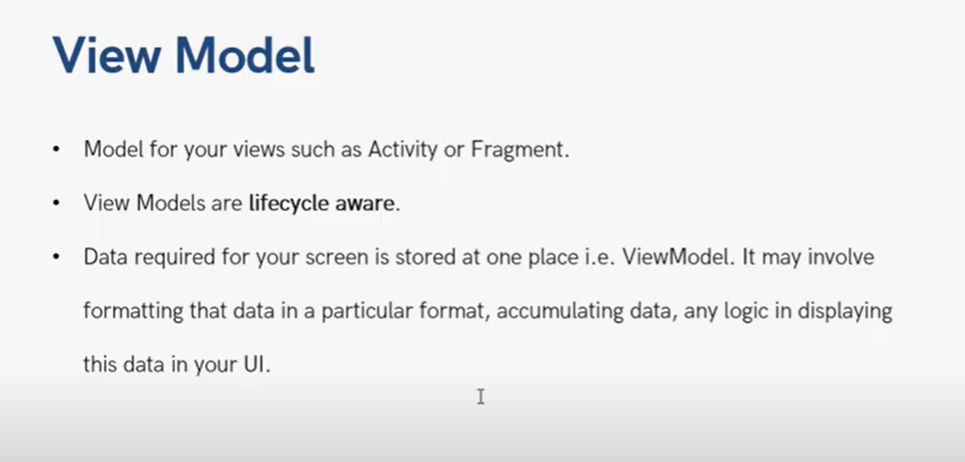 View Model
• Model for your views such as Activity or Fragment.
• View Models are lifecycle aware.
• Data required for your screen is stored at one place i.e. ViewModel. It may involve
formatting that data in a particular format, accumulating data, any logic in displaying
this data in your UI.